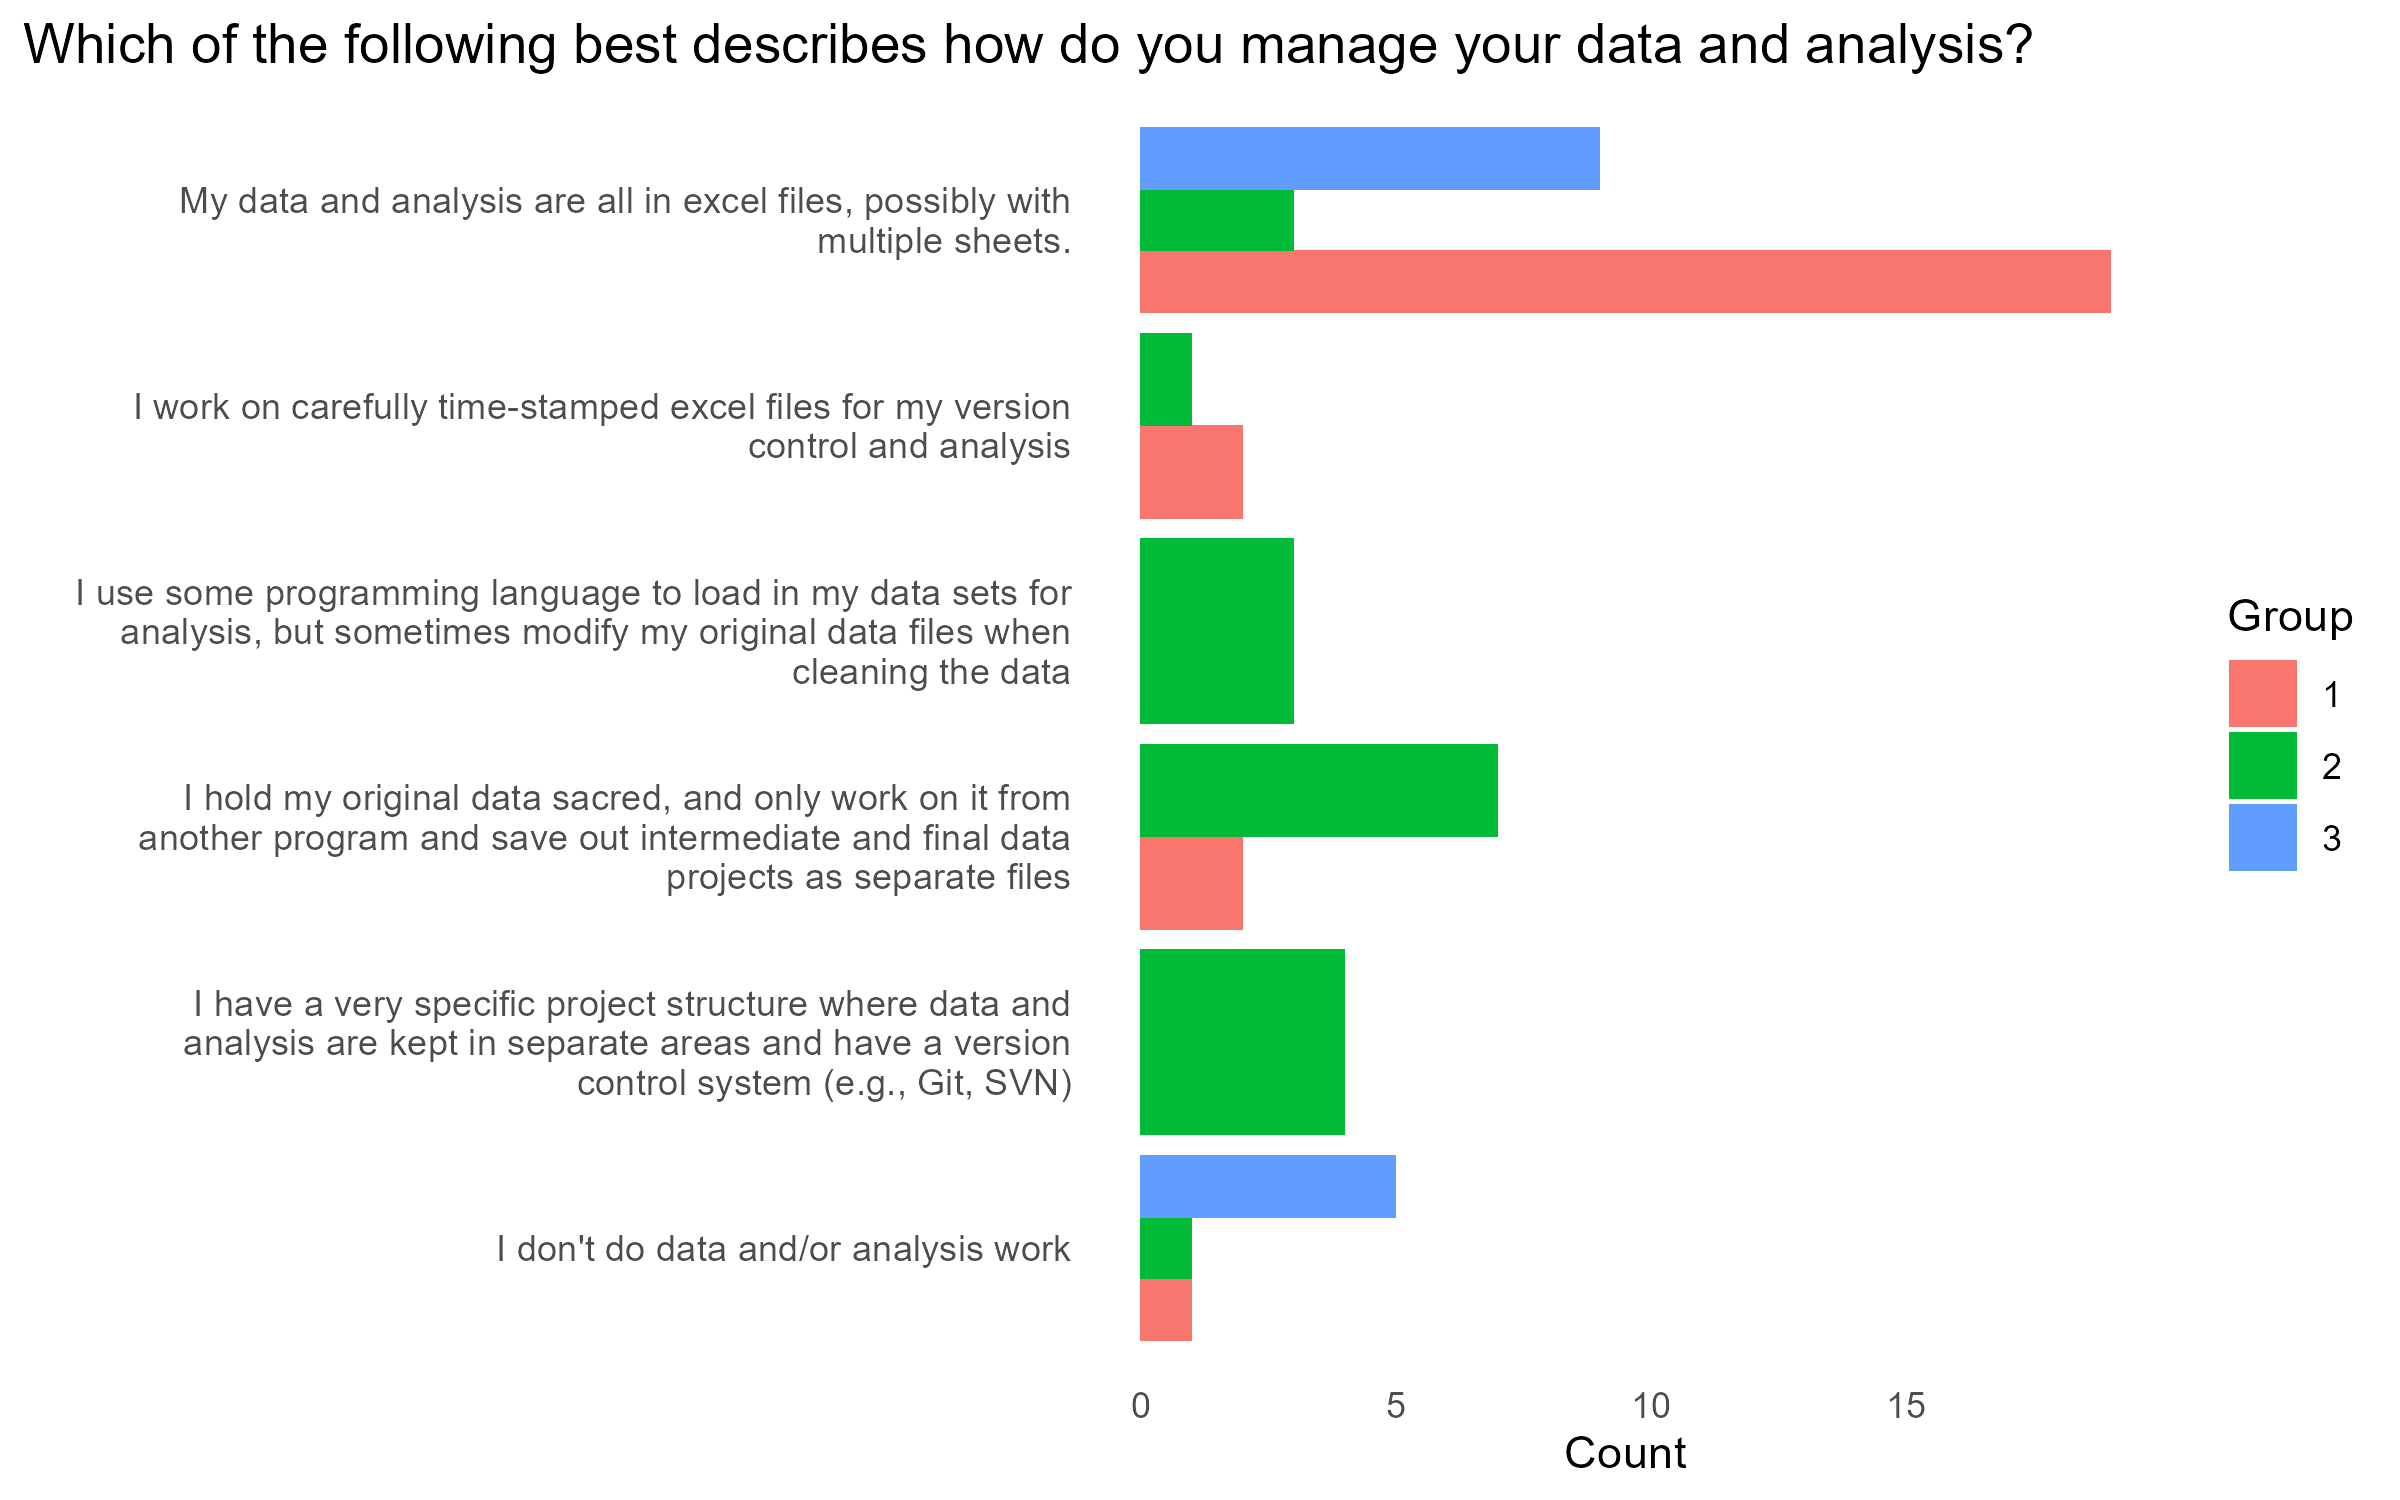 Which of the following best describes how do you manage your data and analysis?
My data and analysis are all in excel files, possibly with
multiple sheets.
I work on carefully time-stamped excel files for my version
control and analysis
I use some programming language to load in my data sets for
analysis, but sometimes modify my original data files when
cleaning the data
I hold my original data sacred, and only work on it from
another program and save out intermediate and final data
projects as separate files
I have a very specific project structure where data and
analysis are kept in separate areas and have a version
control system (e.g., Git, SVN)
I don't do data and/or analysis work
0 5 10 15
Count
Group
1
2
3